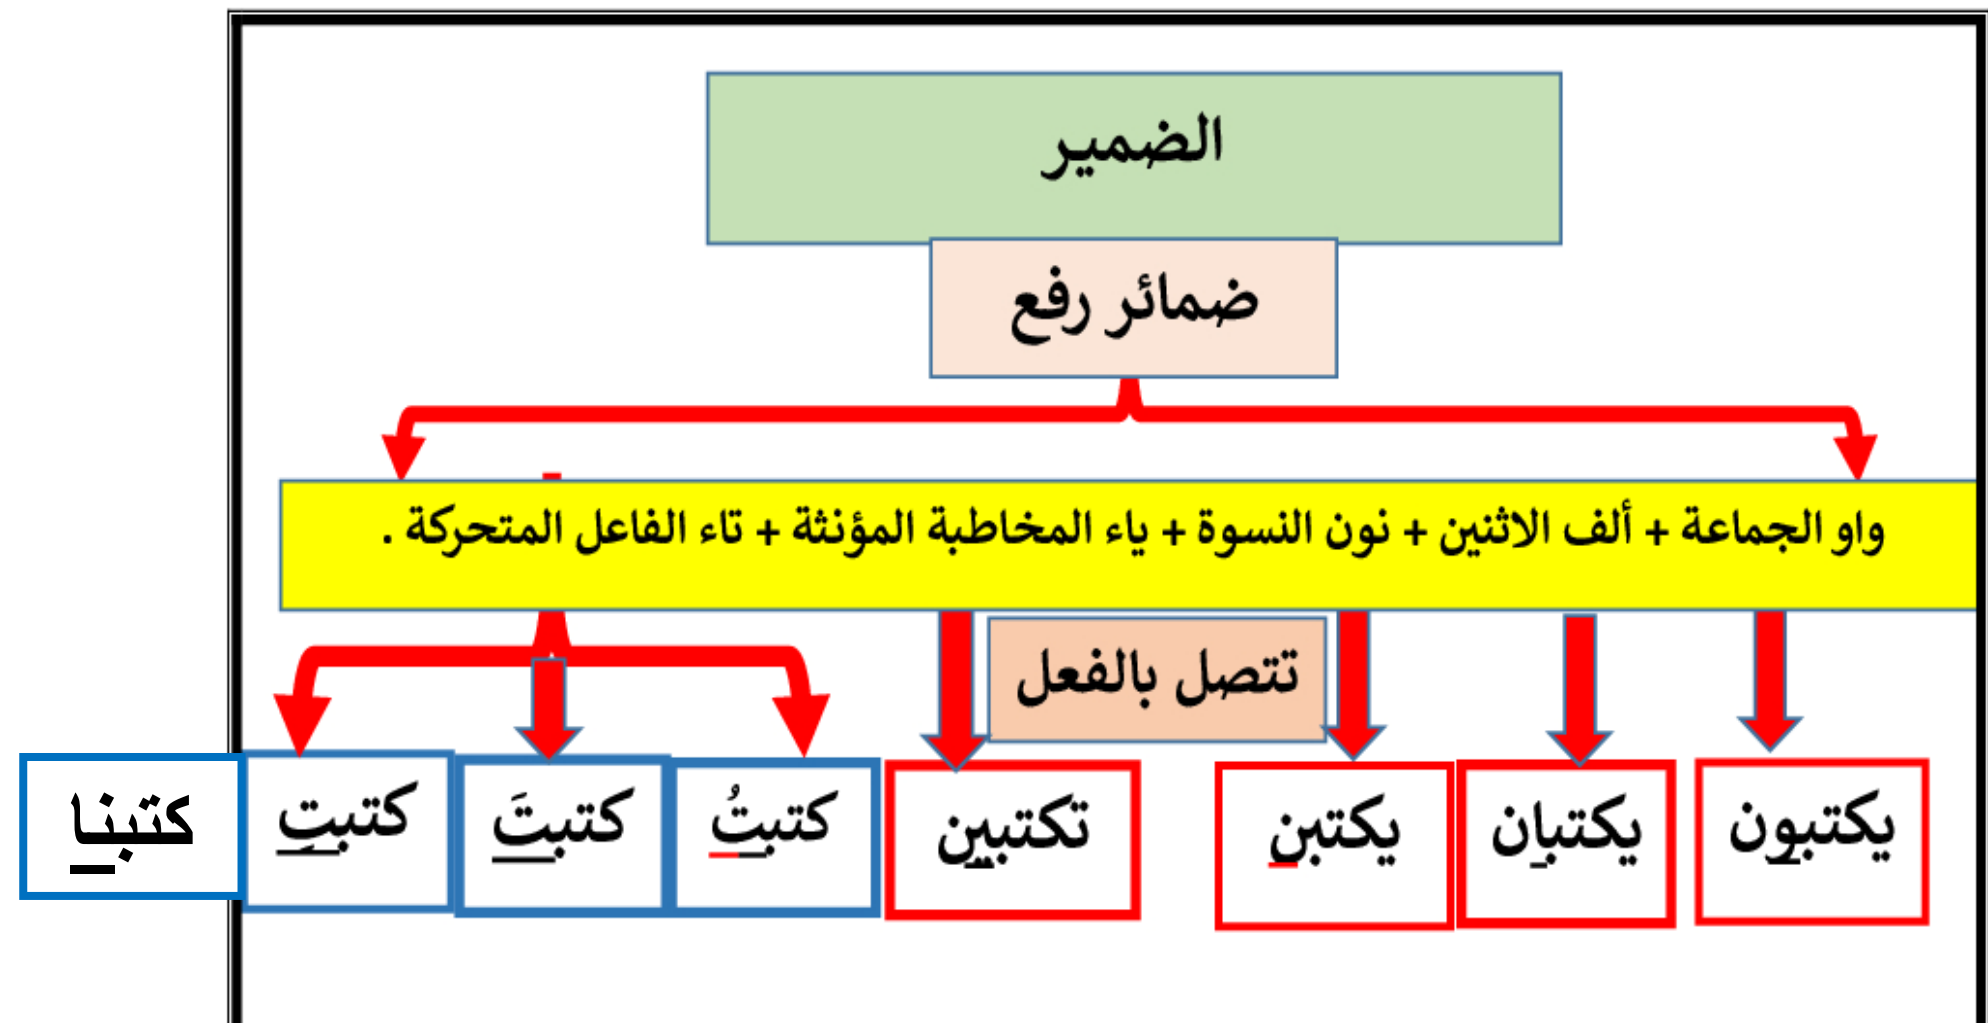 الضمير
ضمائر رفع
واو الجماعة + ألف الاثنين + نون النسوة + ياء المخاطبة المؤنثة + تاء الفاعل المتحركة .
تتصل بالفعل
يكتبون
يكتبان
يكتبن
تكتبين
كتبتُ
كتبتَ
كتبتِ
كتبنا